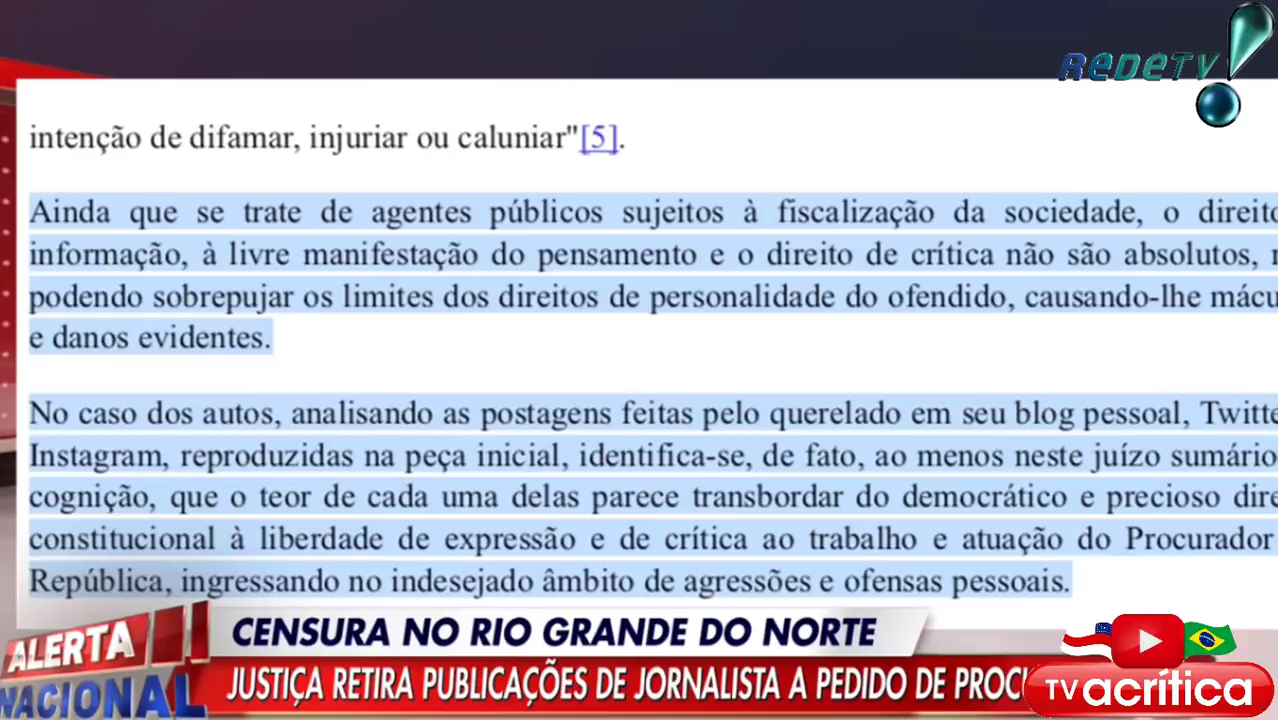 REDETV!
intenção de difamar, injuriar ou caluniar"[5].
Ainda que se trate de agentes públicos sujeitos à fiscalização da sociedade, o
informação, à livre manifestação do pensamento e o direito de crítica não são absolutos,
podendo sobrepujar os limites dos direitos de personalidade do ofendido, causando-lhe
e danos evidentes.
No caso dos autos, analisando as postagens feitas pelo querelado em seu blog pessoal,
Instagram, reproduzidas na peça inicial, identifica-se, de fato, ao menos neste juízo sumário
cognição, que o teor de cada uma delas parece transbordar do democrático e precioso
constitucional à liberdade de expressão e de crítica ao trabalho e atuação do Procurador
República, ingressando no indesejado âmbito de agressões e ofensas pessoais.
ALERTA
NACIONAL
CENSURA NO RIO GRANDE DO NORTE
JUSTIÇA RETIRA PUBLICAÇÕES DE JORNALISTA A PEDIDO DE
TV acrítica